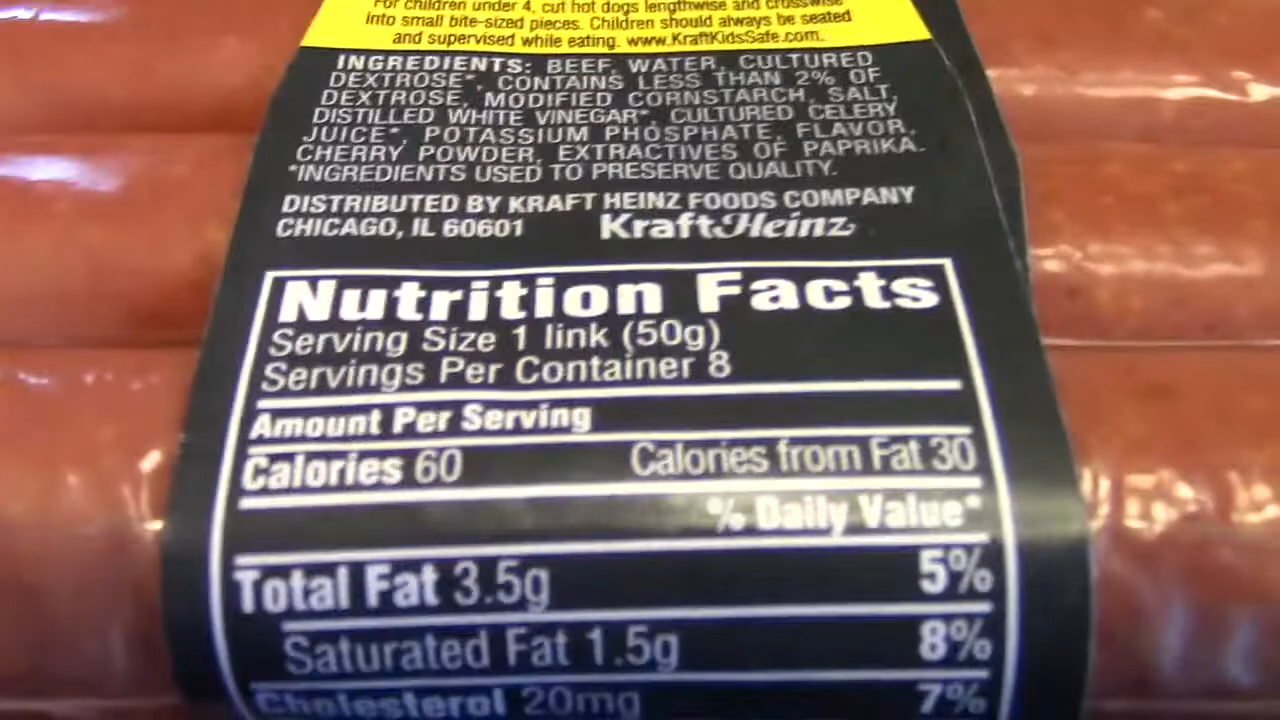 For children under 4, cut hot dogs lengthwise and crosswise
into small bite-sized pieces. Children should always be seated
and supervised while eating. www.KraftKidsSafe.com.
INGREDIENTS: BEEF, WATER, CULTURED
DEXTROSE*, CONTAINS LESS THAN 2% OF
DEXTROSE, MODIFIED CORNSTARCH, SALT,
DISTILLED WHITE VINEGAR*, CULTURED CELERY
JUICE*, POTASSIUM PHOSPHATE, FLAVOR,
CHERRY POWDER, EXTRACTIVES OF PAPRIKA.
*INGREDIENTS USED TO PRESERVE QUALITY.
DISTRIBUTED BY KRAFT HEINZ FOODS COMPANY
CHICAGO, IL 60601 KraftHeinz
Nutrition Facts
Serving Size 1 link (50g)
Servings Per Container 8
Amount Per Serving
Calories 60 Calories from Fat 30
% Daily Value*
Total Fat 3.5g 5%
Saturated Fat 1.5g 8%
Cholesterol 20mg 7%